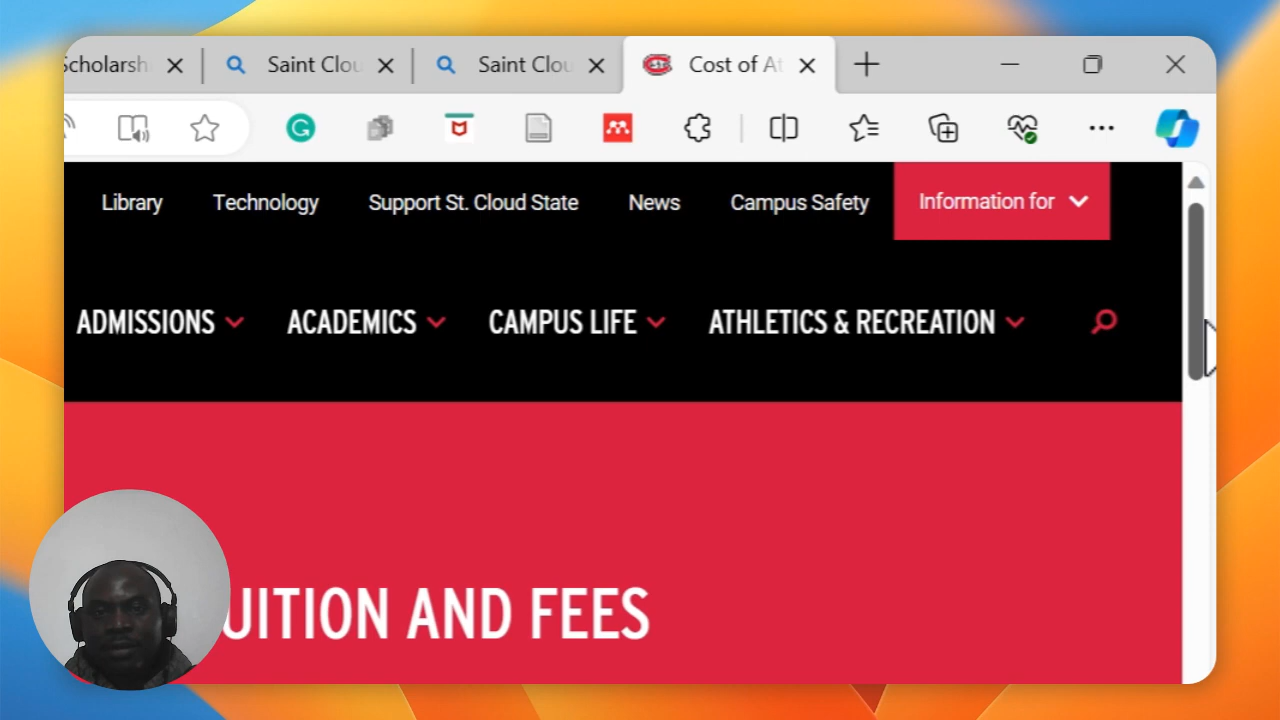 Scholarsh Saint Clou Saint Clou Cost of At
Library Technology Support St. Cloud State News Campus Safety Information for
ADMISSIONS ACADEMICS CAMPUS LIFE ATHLETICS & RECREATION
UITION AND FEES